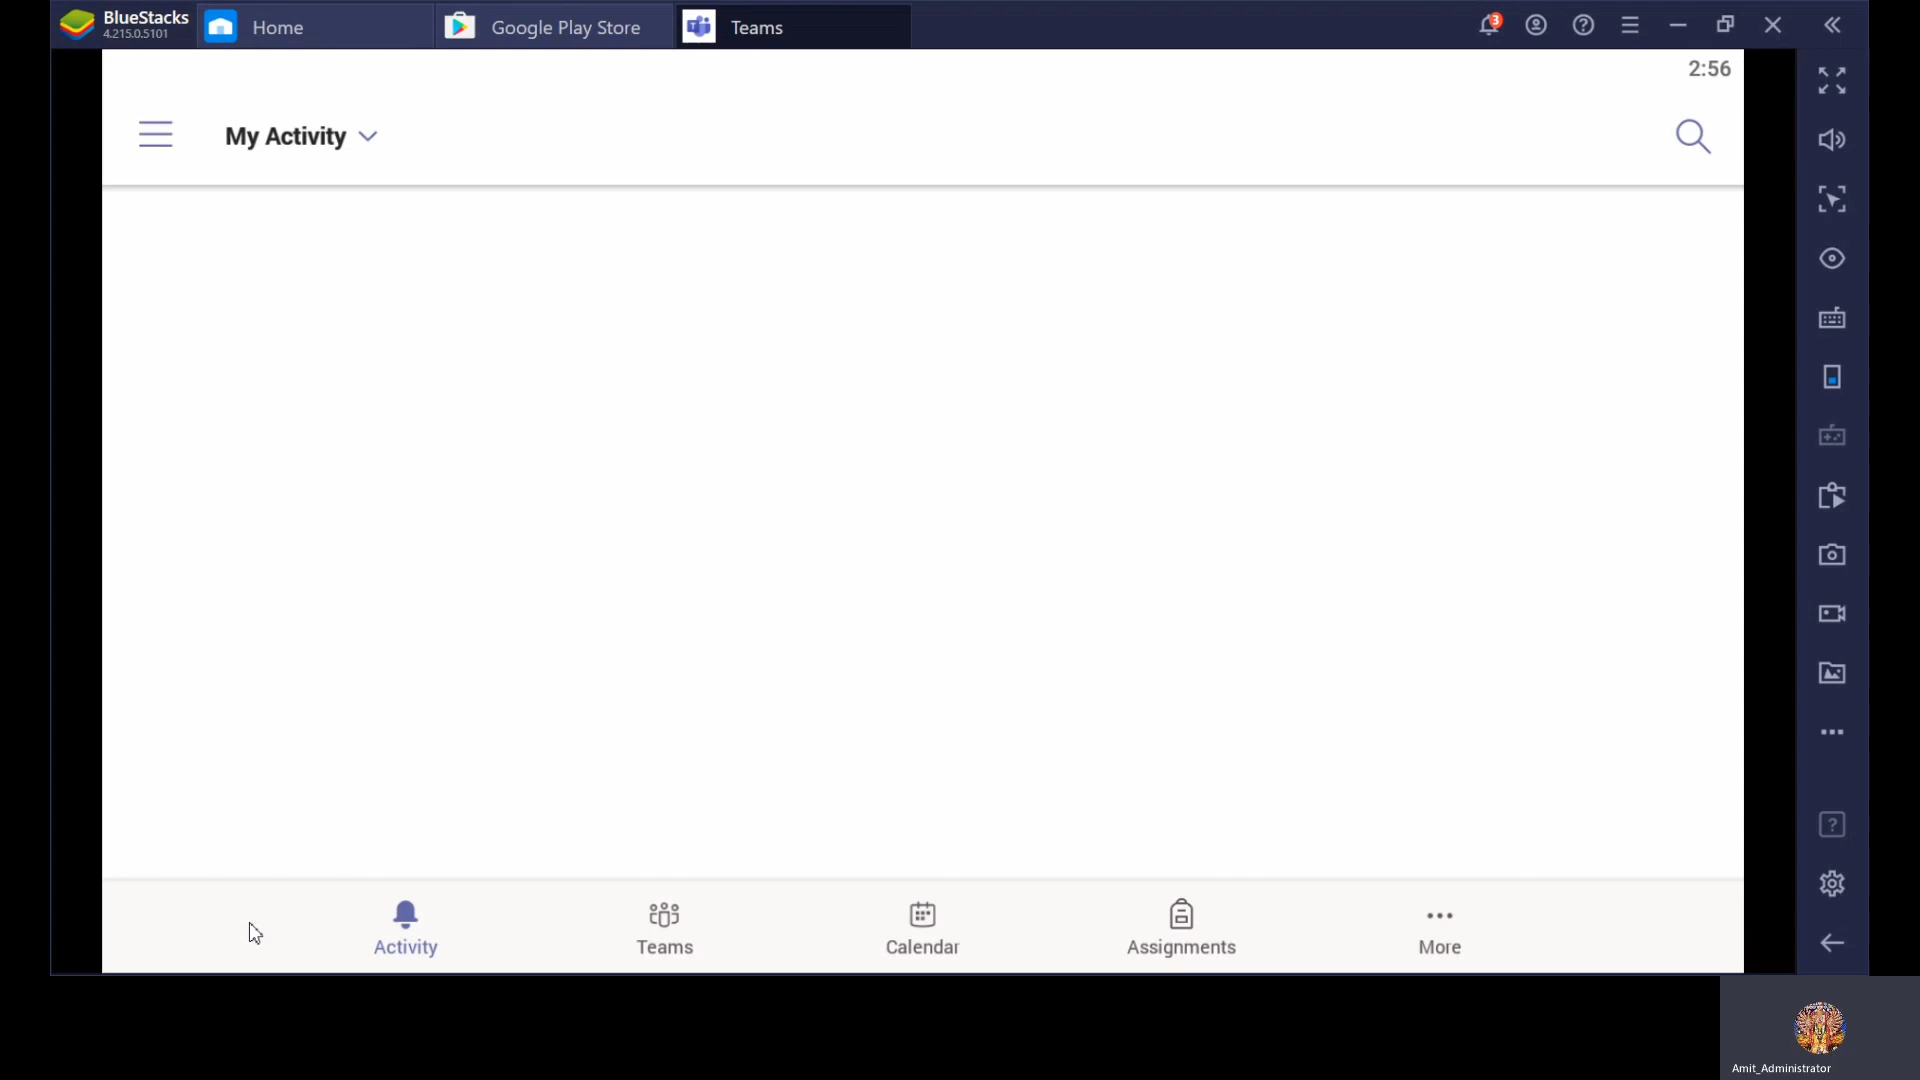 BlueStacks
4.215.0.5101
Home
Google Play Store
Teams
3
2:56
My Activity
Activity
Teams
Calendar
Assignments
More
Amit_Administrator